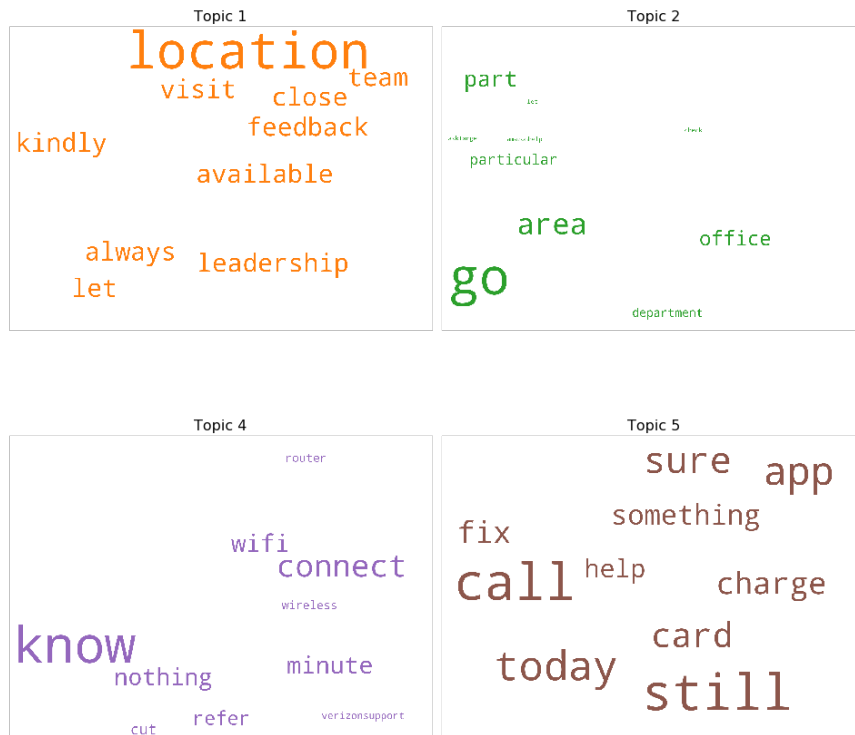 Topic 1
location
team
visit
close
feedback
kindly
available
always
leadership
let
Topic 2
part
let
check
particular
area
office
go
department
Topic 4
router
wifi
connect
wireless
know
nothing
minute
refer
verizonsupport
cut
Topic 5
sure
app
something
fix
call
help
charge
card
today
still